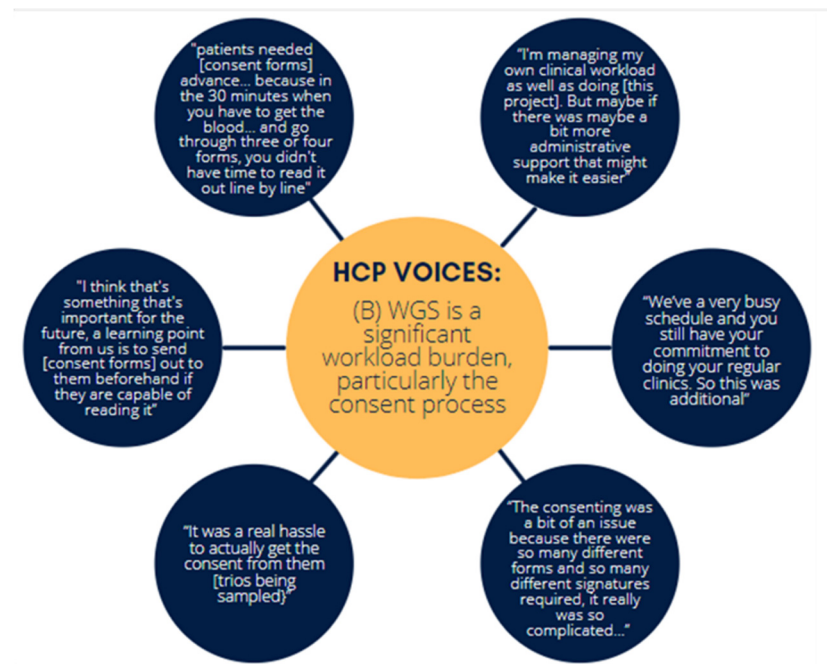 "patients needed
[consent forms]
advance... because in
the 30 minutes when
you have to get the
blood... and go
through three or four
forms, you didn't
have time to read it
out line by line"
"I'm managing my
own clinical workload
as well as doing [this
project]. But maybe if
there was maybe a
bit more
administrative
support that might
make it easier"
HCP VOICES:
(B) WGS is a
significant
workload burden,
particularly the
consent process
"I think that's
something that's
important for the
future, a learning point
from us is to send
[consent forms] out to
them beforehand if
they are capable of
reading it"
"We've a very busy
schedule and you
still have your
commitment to
doing your regular
clinics. So this was
additional"
"It was a real hassle
to actually get the
consent from them
[trios being
sampled}"
"The consenting was
a bit of an issue
because there were
so many different
forms and so many
different signatures
required, it really
was so
complicated..."